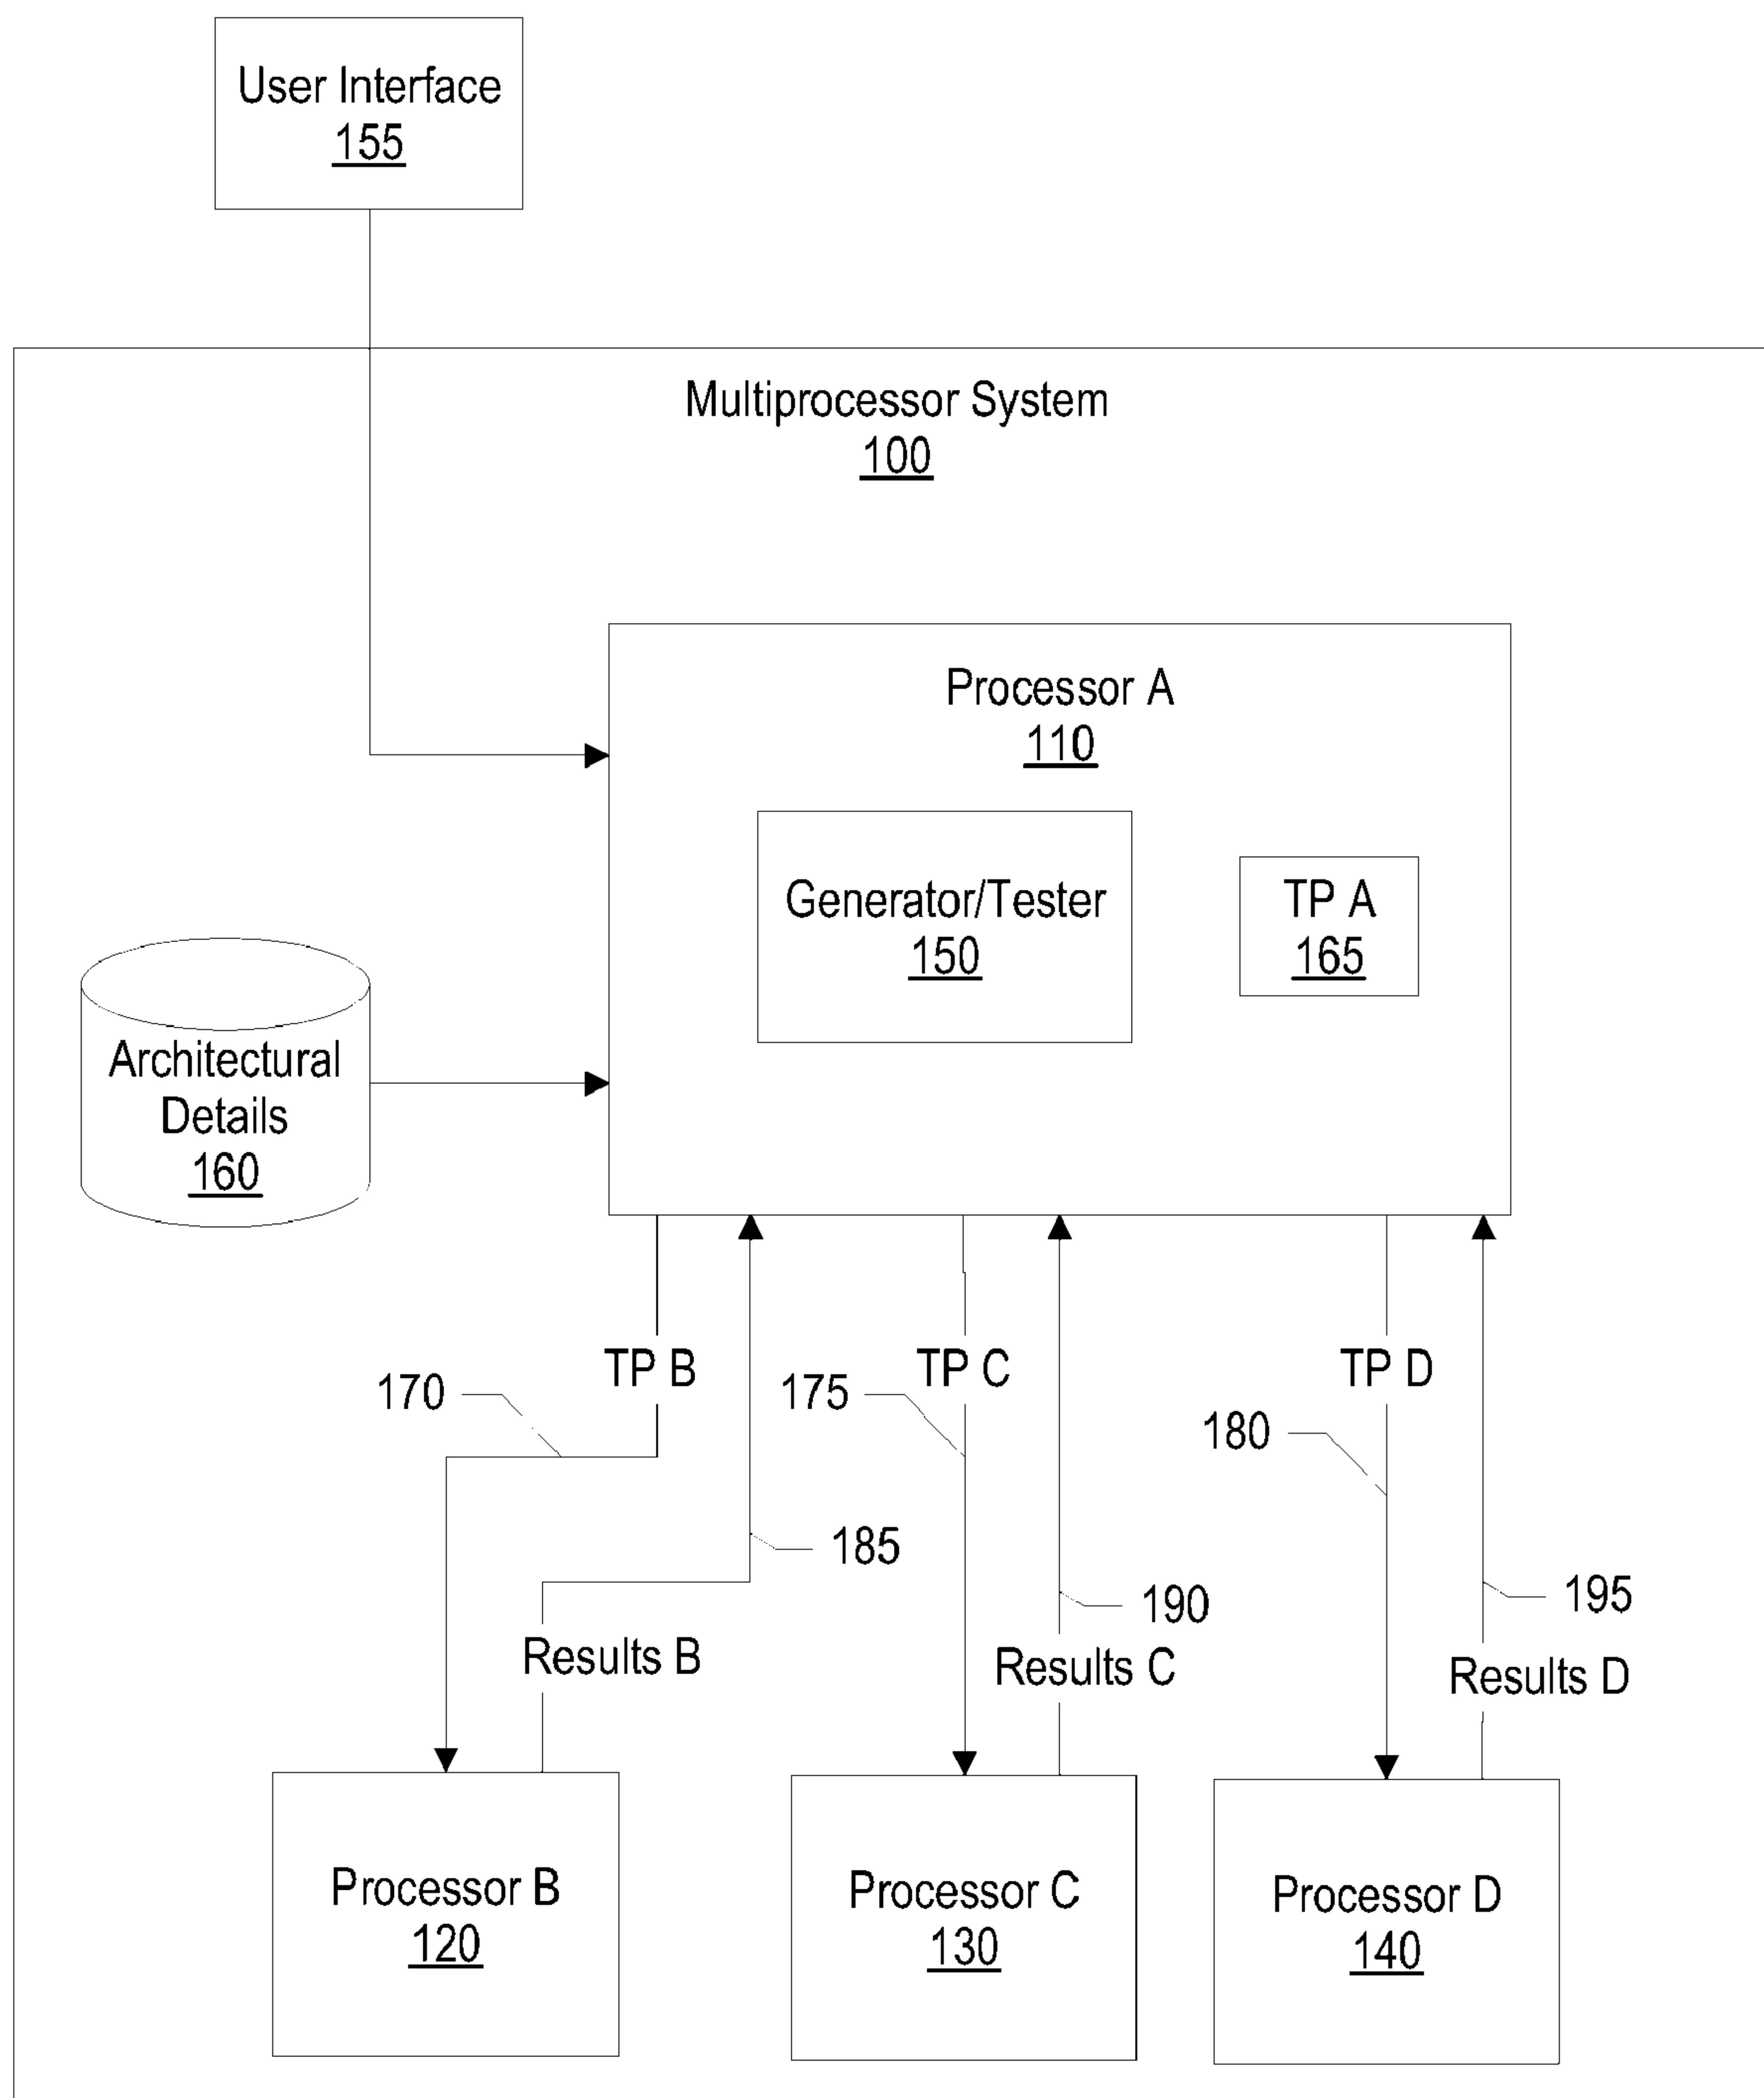 User Interface
155
Multiprocessor System
100
Processor A
110
Generator/Tester
150
TP A
165
Architectural
Details
160
TP B
TP C
TP D
170
175
180
185
190
195
Results B
Results C
Results D
Processor B
120
Processor C
130
Processor D
140